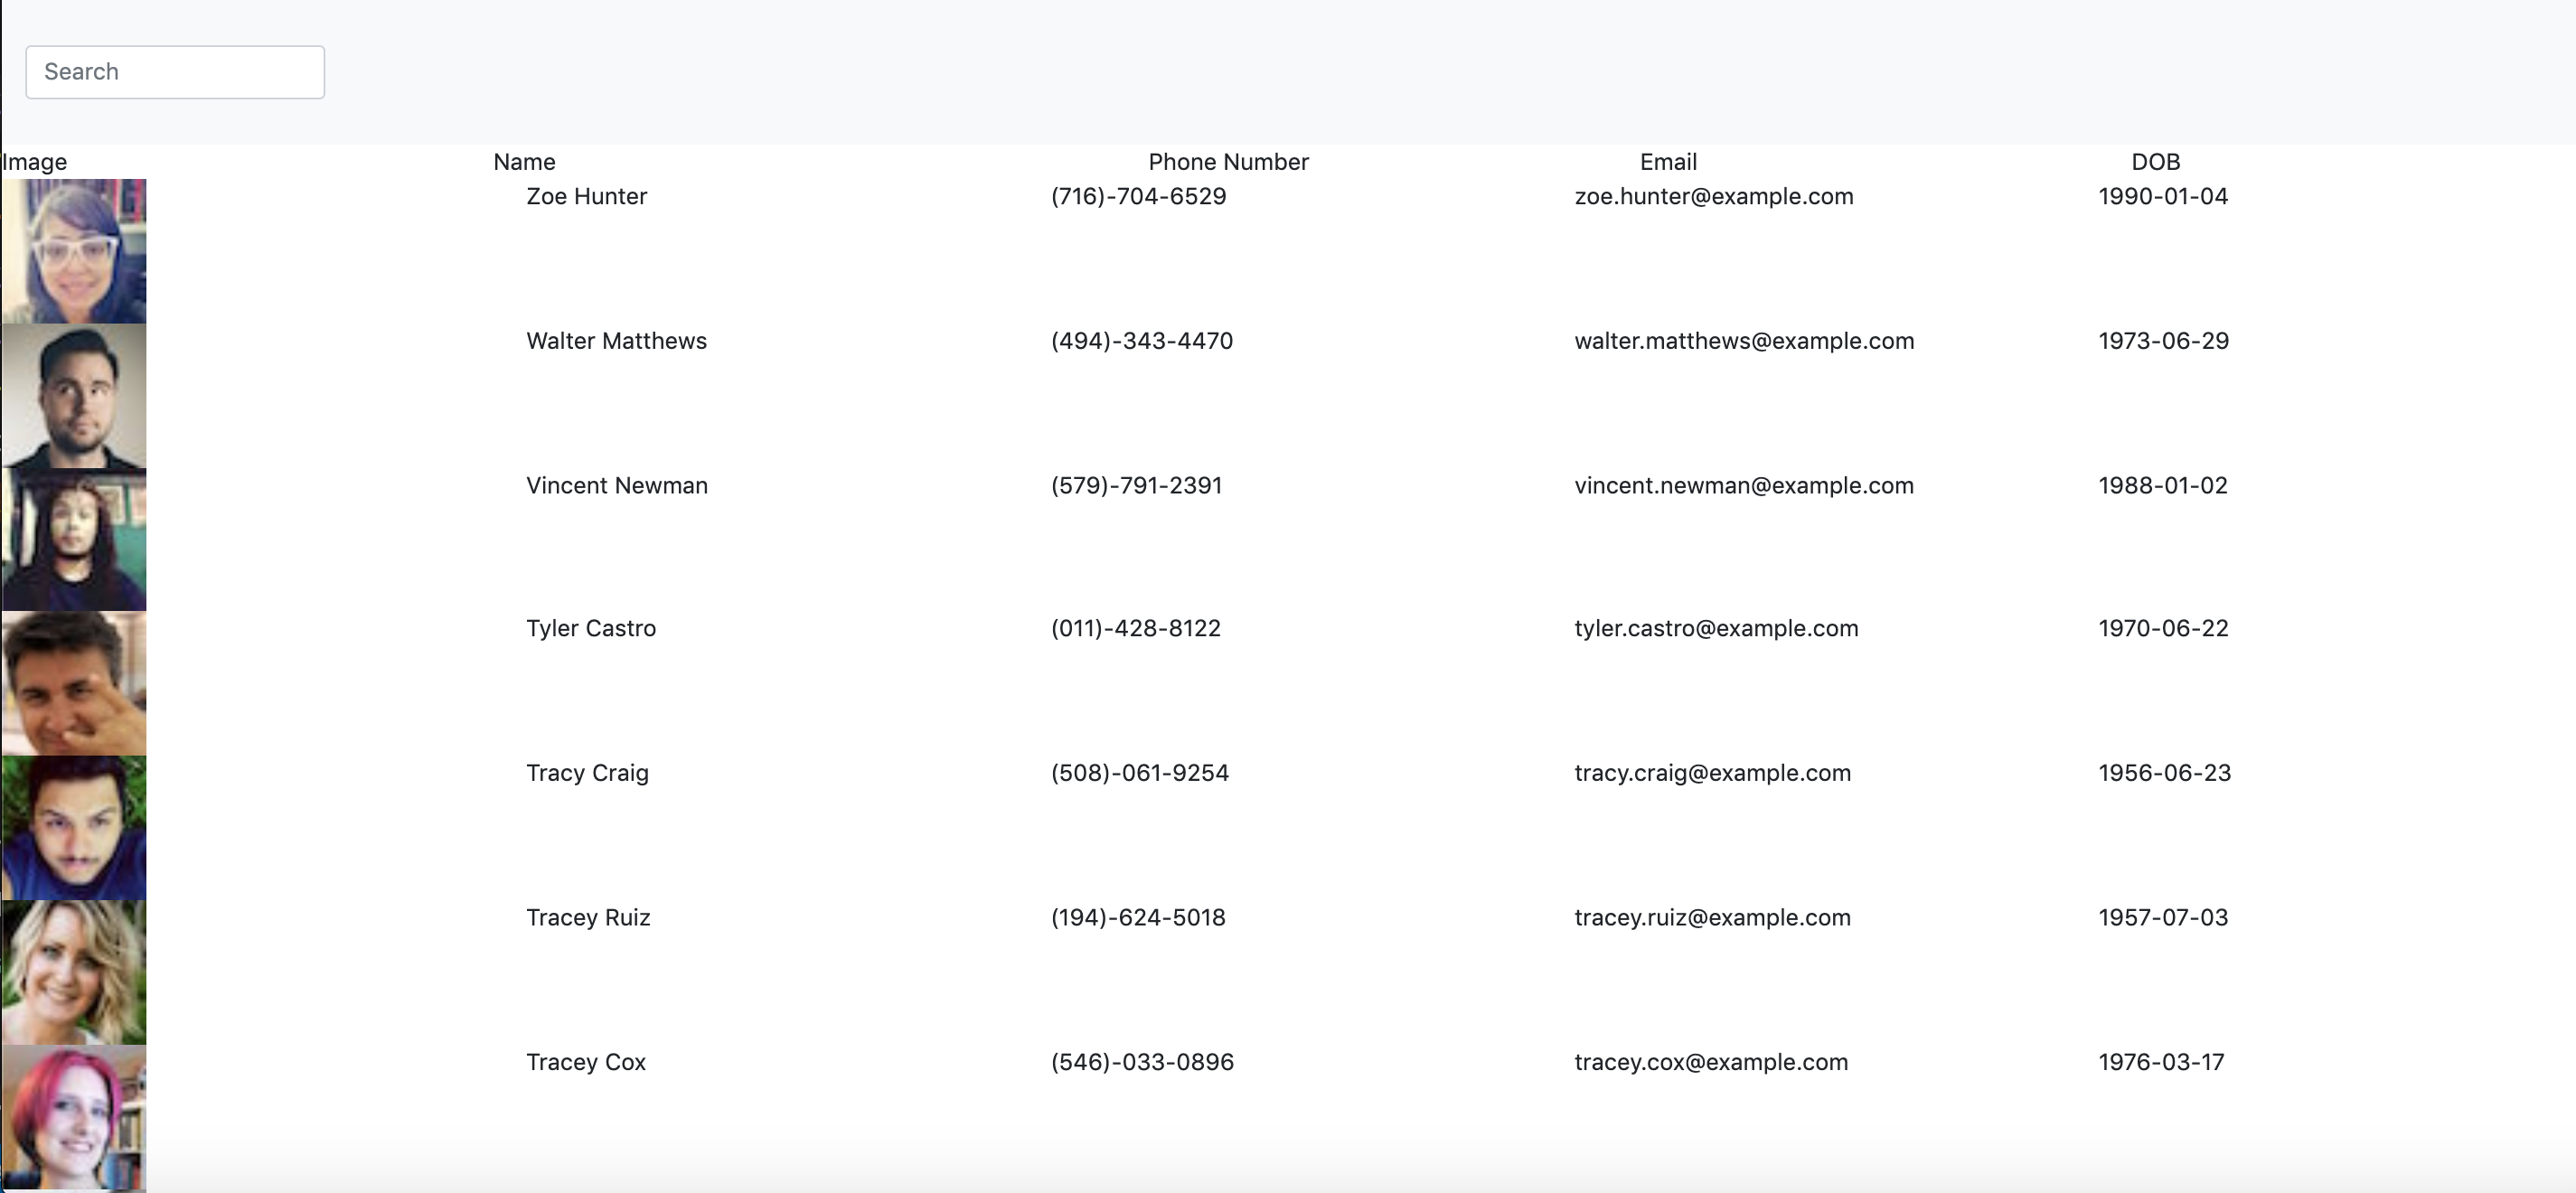 Search
Image Name Phone Number Email DOB
Zoe Hunter (716)-704-6529 zoe.hunter@example.com 1990-01-04
Walter Matthews (494)-343-4470 walter.matthews@example.com 1973-06-29
Vincent Newman (579)-791-2391 vincent.newman@example.com 1988-01-02
Tyler Castro (011)-428-8122 tyler.castro@example.com 1970-06-22
Tracy Craig (508)-061-9254 tracy.craig@example.com 1956-06-23
Tracey Ruiz (194)-624-5018 tracey.ruiz@example.com 1957-07-03
Tracey Cox (546)-033-0896 tracey.cox@example.com 1976-03-17